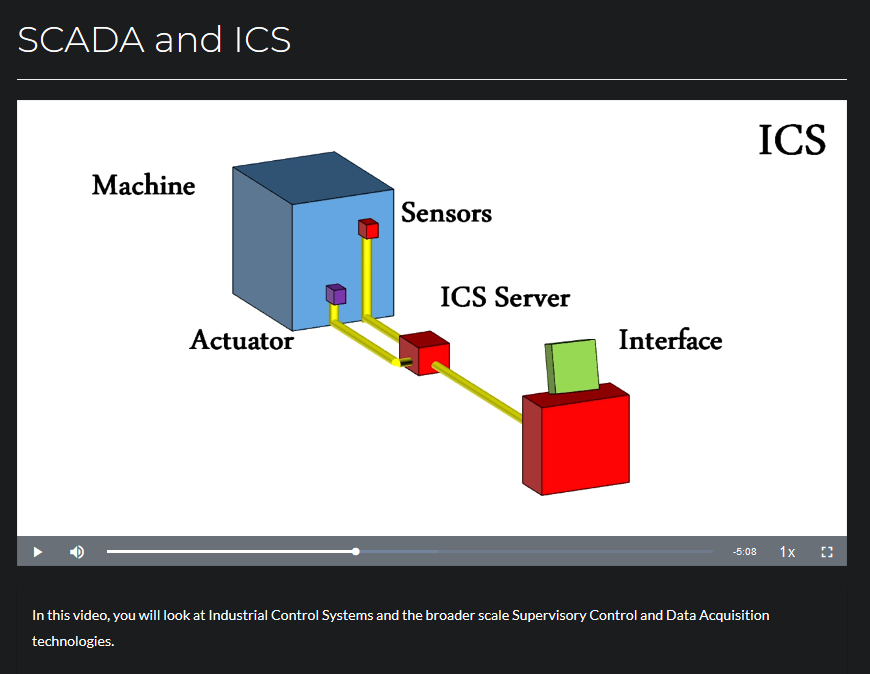 SCADA and ICS
ICS
Machine
Sensors
ICS Server
Actuator
Interface
-5:08
1x
In this video, you will look at Industrial Control Systems and the broader scale Supervisory Control and Data Acquisition
technologies.